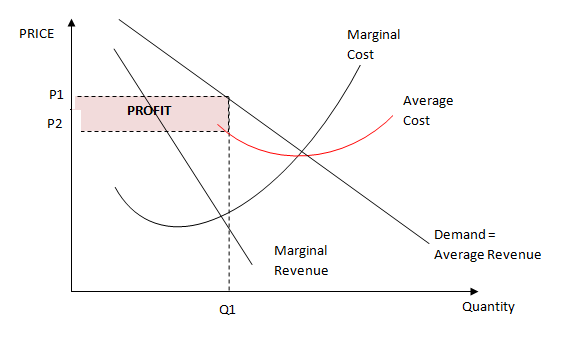 PRICE
Marginal
Cost
P1
PROFIT
Average
Cost
P2
Demand =
Average Revenue
Marginal
Revenue
Quantity
Q1